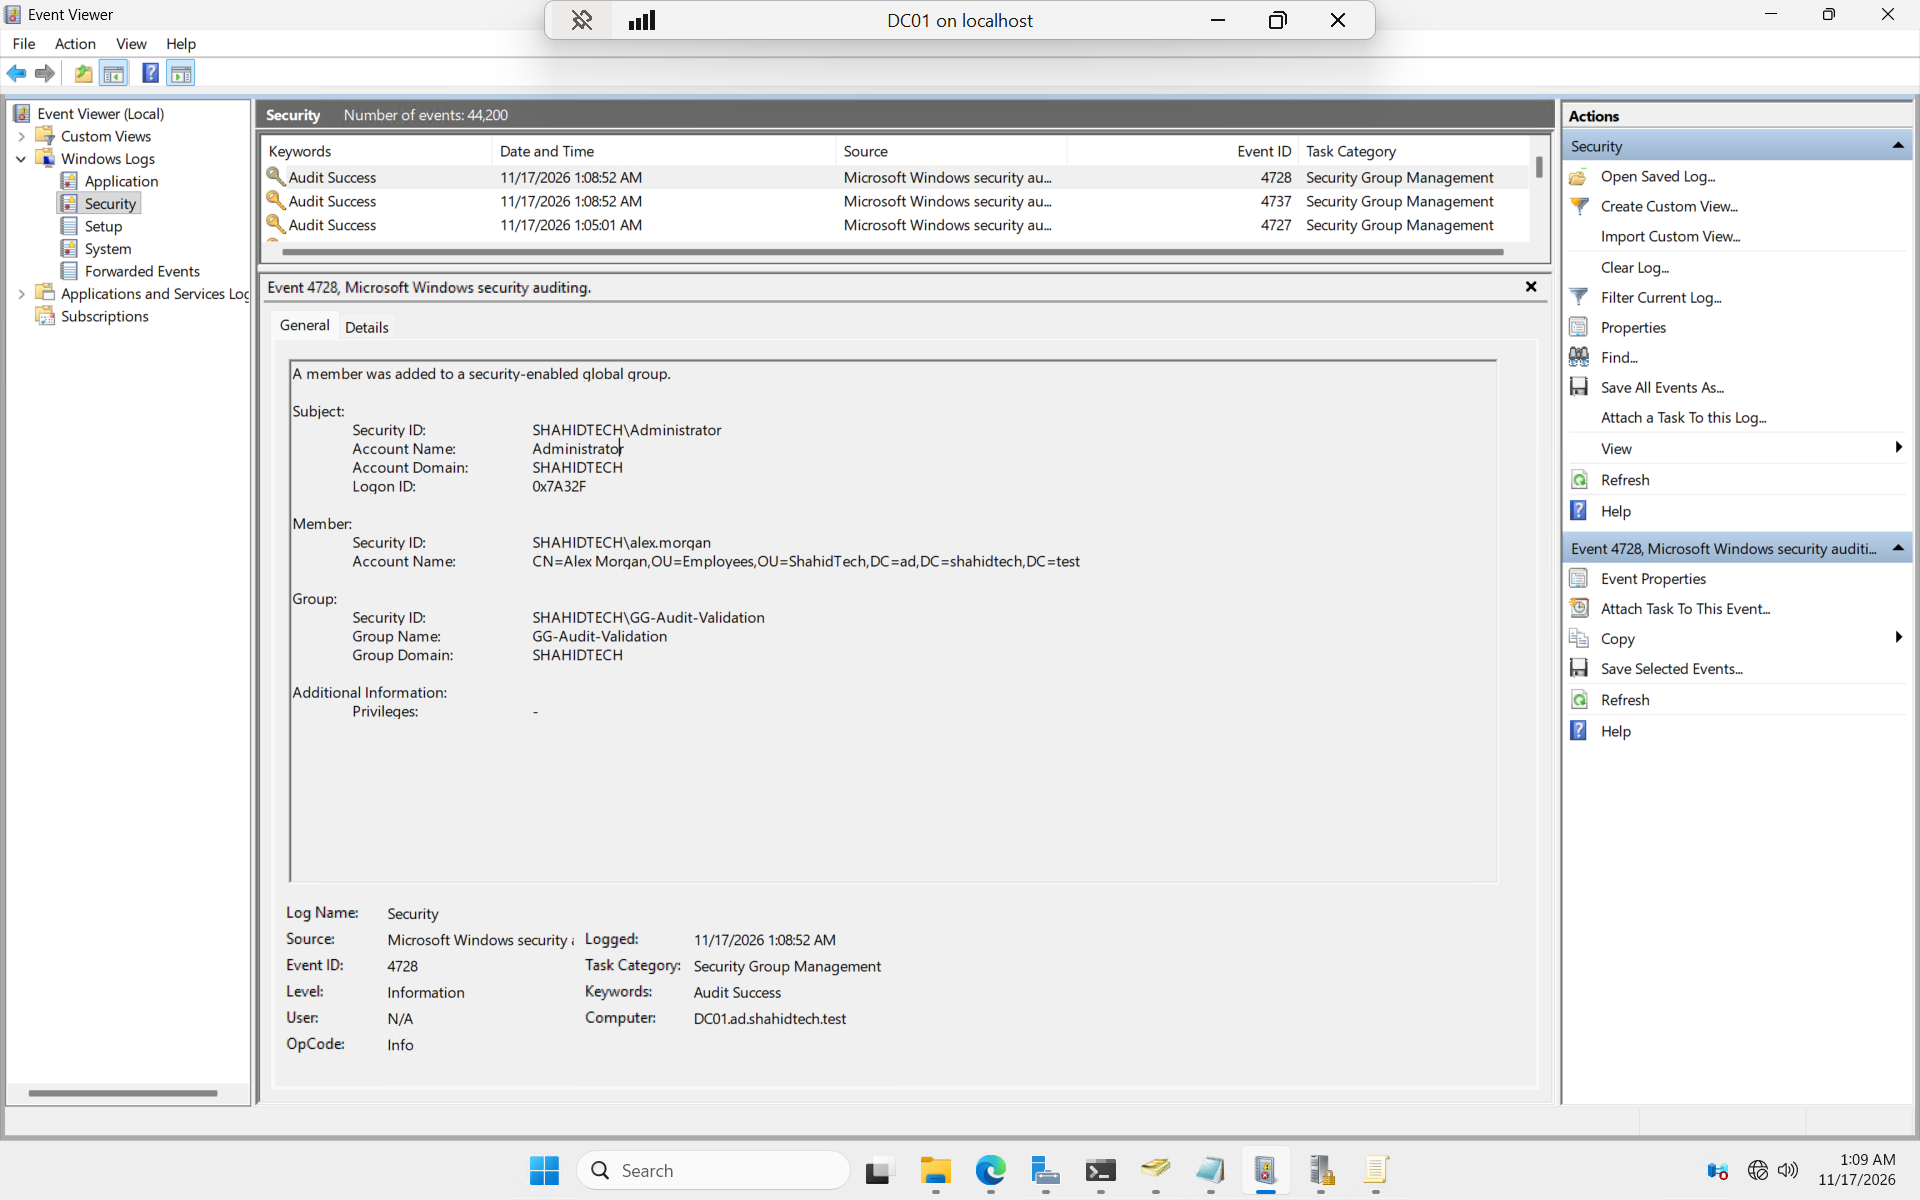 Event Viewer
DC01 on localhost
File Action View Help
Event Viewer (Local)
Custom Views
Windows Logs
Application
Security
Setup
System
Forwarded Events
Applications and Services Log
Subscriptions
Security Number of events: 44,200
Keywords Date and Time Source Event ID Task Category
Audit Success 11/17/2026 1:08:52 AM Microsoft Windows security au... 4728 Security Group Management
Audit Success 11/17/2026 1:08:52 AM Microsoft Windows security au... 4737 Security Group Management
Audit Success 11/17/2026 1:05:01 AM Microsoft Windows security au... 4727 Security Group Management
Event 4728, Microsoft Windows security auditing.
General Details
A member was added to a security-enabled global group.
Subject:
Security ID: SHAHIDTECH\Administrator
Account Name: Administrator
Account Domain: SHAHIDTECH
Logon ID: 0x7A32F
Member:
Security ID: SHAHIDTECH\alex.morgan
Account Name: CN=Alex Morgan,OU=Employees,OU=ShahidTech,DC=ad,DC=shahidtech,DC=test
Group:
Security ID: SHAHIDTECH\GG-Audit-Validation
Group Name: GG-Audit-Validation
Group Domain: SHAHIDTECH
Additional Information:
Privileges: -
Log Name: Security
Source: Microsoft Windows security Logged: 11/17/2026 1:08:52 AM
Event ID: 4728 Task Category: Security Group Management
Level: Information Keywords: Audit Success
User: N/A Computer: DC01.ad.shahidtech.test
OpCode: Info
Actions
Security
Open Saved Log...
Create Custom View...
Import Custom View...
Clear Log...
Filter Current Log...
Properties
Find...
Save All Events As...
Attach a Task To this Log...
View
Refresh
Help
Event 4728, Microsoft Windows security auditi...
Event Properties
Attach Task To This Event...
Copy
Save Selected Events...
Refresh
Help
Search
1:09 AM
11/17/2026